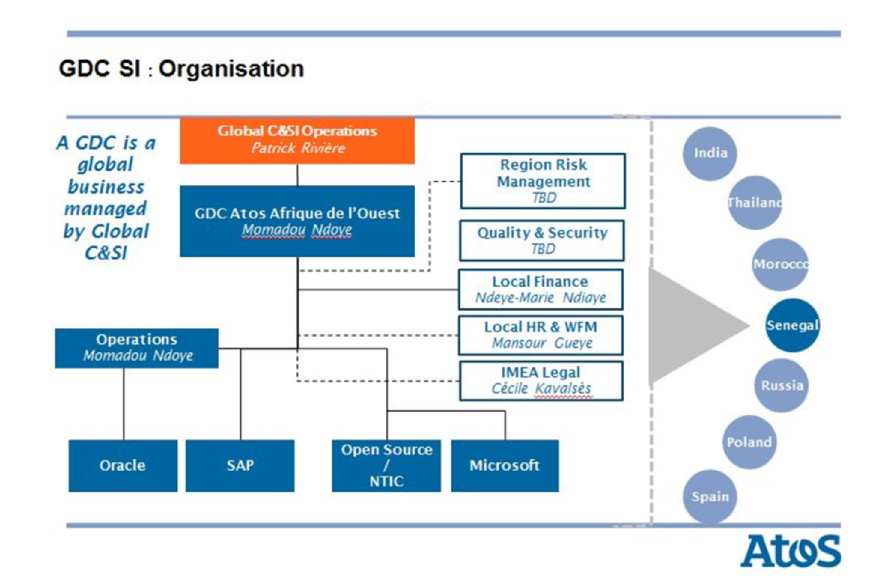 GDC SI : Organisation
A GDC is a
global
business
managed
by Global
C&SI
Global C&SI Operations
Patrick Rivière
GDC Atos Afrique de l’Ouest
Momadou Ndoye
Region Risk
Management
TBD
Quality & Security
TBD
Local Finance
Ndeye-Marie Ndiaye
Local HR & WFM
Mansour Gueye
IMEA Legal
Cécile Kavalsès
Operations
Momadou Ndoye
Oracle
SAP
Open Source
/
NTIC
Microsoft
India
Thailand
Morocco
Senegal
Russia
Poland
Spain
Atos